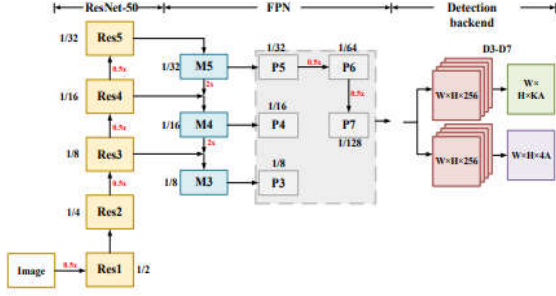 ResNet-50 FPN Detection backend
D3-D7
1/32 Res5
0.5x
1/16 Res4
0.5x
1/8 Res3
0.5x
1/4 Res2
Image 0.5x Res1 1/2
1/32 M5
2x
1/16 M4
2x
1/8 M3
1/32 P5 0.5x 1/64 P6
0.5x
1/16 P4
P7 1/128
1/8 P3
W×H×256
W×H×256
W×
H×KA
W×H×4A